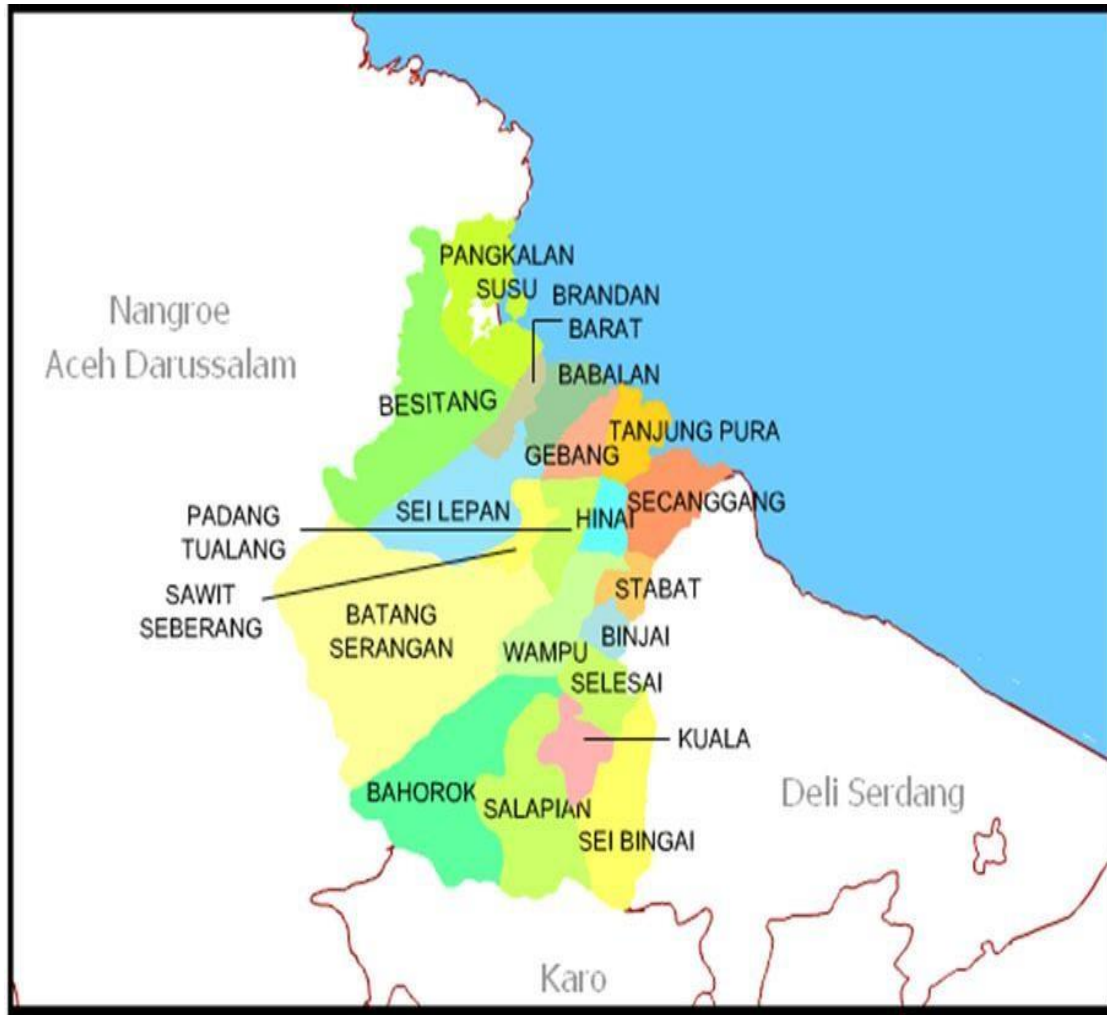 PANGKALAN
SUSU
BRANDAN
BARAT
Nangroe
Aceh Darussalam
BABALAN
BESITANG
TANJUNG PURA
GEBANG
SECANGGANG
SEI LEPAN
HINAI
PADANG
TUALANG
SAWIT
SEBERANG
STABAT
BATANG
SERANGAN
BINJAI
WAMPU
SELESAI
KUALA
BAHOROK
SALAPIAN
Deli Serdang
SEI BINGAI
Karo